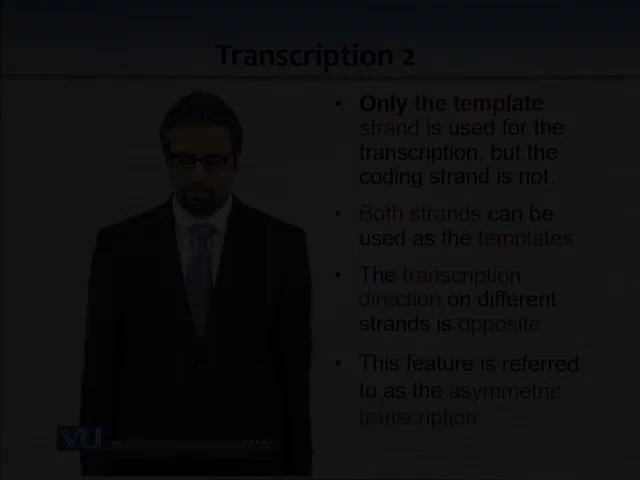 Transcription 2
• Only the template
strand is used for the
transcription, but the
coding strand is not.
• Both strands can be
used as the templates
• The transcription
direction on different
strands is opposite
• This feature is referred
to as the asymmetric
transcription
VU